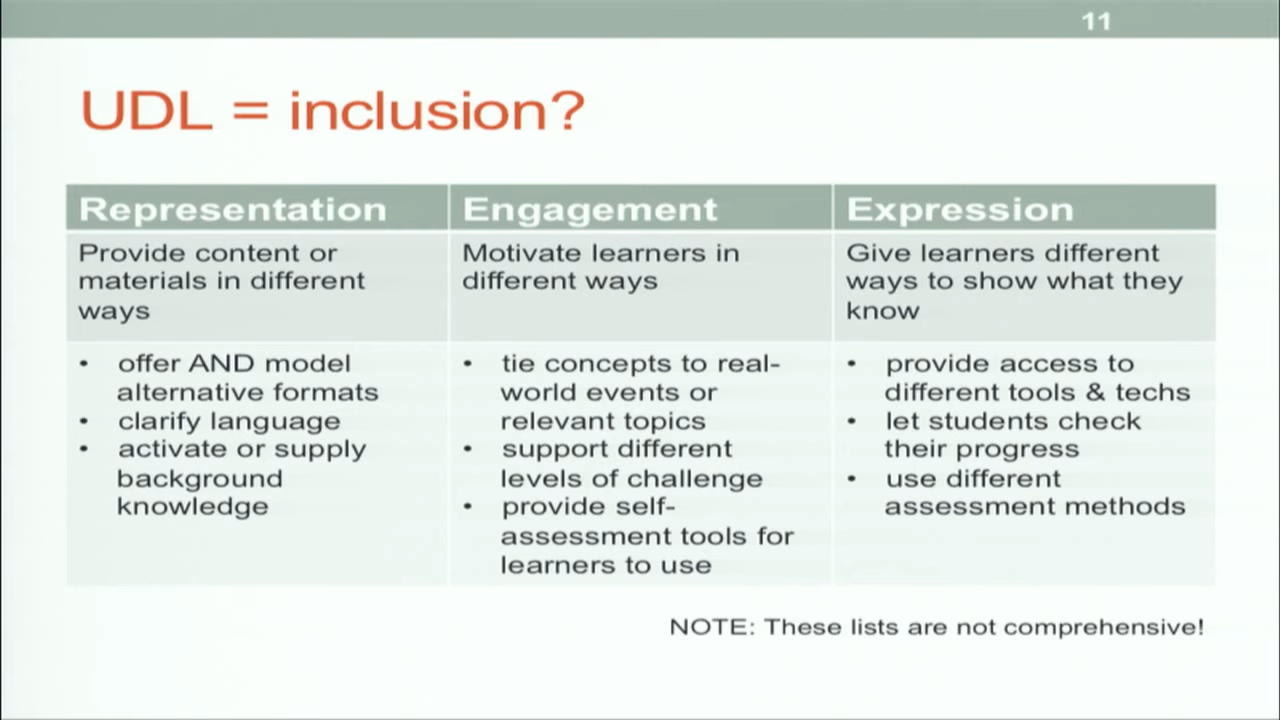 11
UDL = inclusion?
Representation
Engagement
Expression
Provide content or
materials in different
ways
Motivate learners in
different ways
Give learners different
ways to show what they
know
• offer AND model
alternative formats
• clarify language
• activate or supply
background
knowledge
• tie concepts to real-
world events or
relevant topics
• support different
levels of challenge
• provide self-
assessment tools for
learners to use
• provide access to
different tools & techs
• let students check
their progress
• use different
assessment methods
NOTE: These lists are not comprehensive!